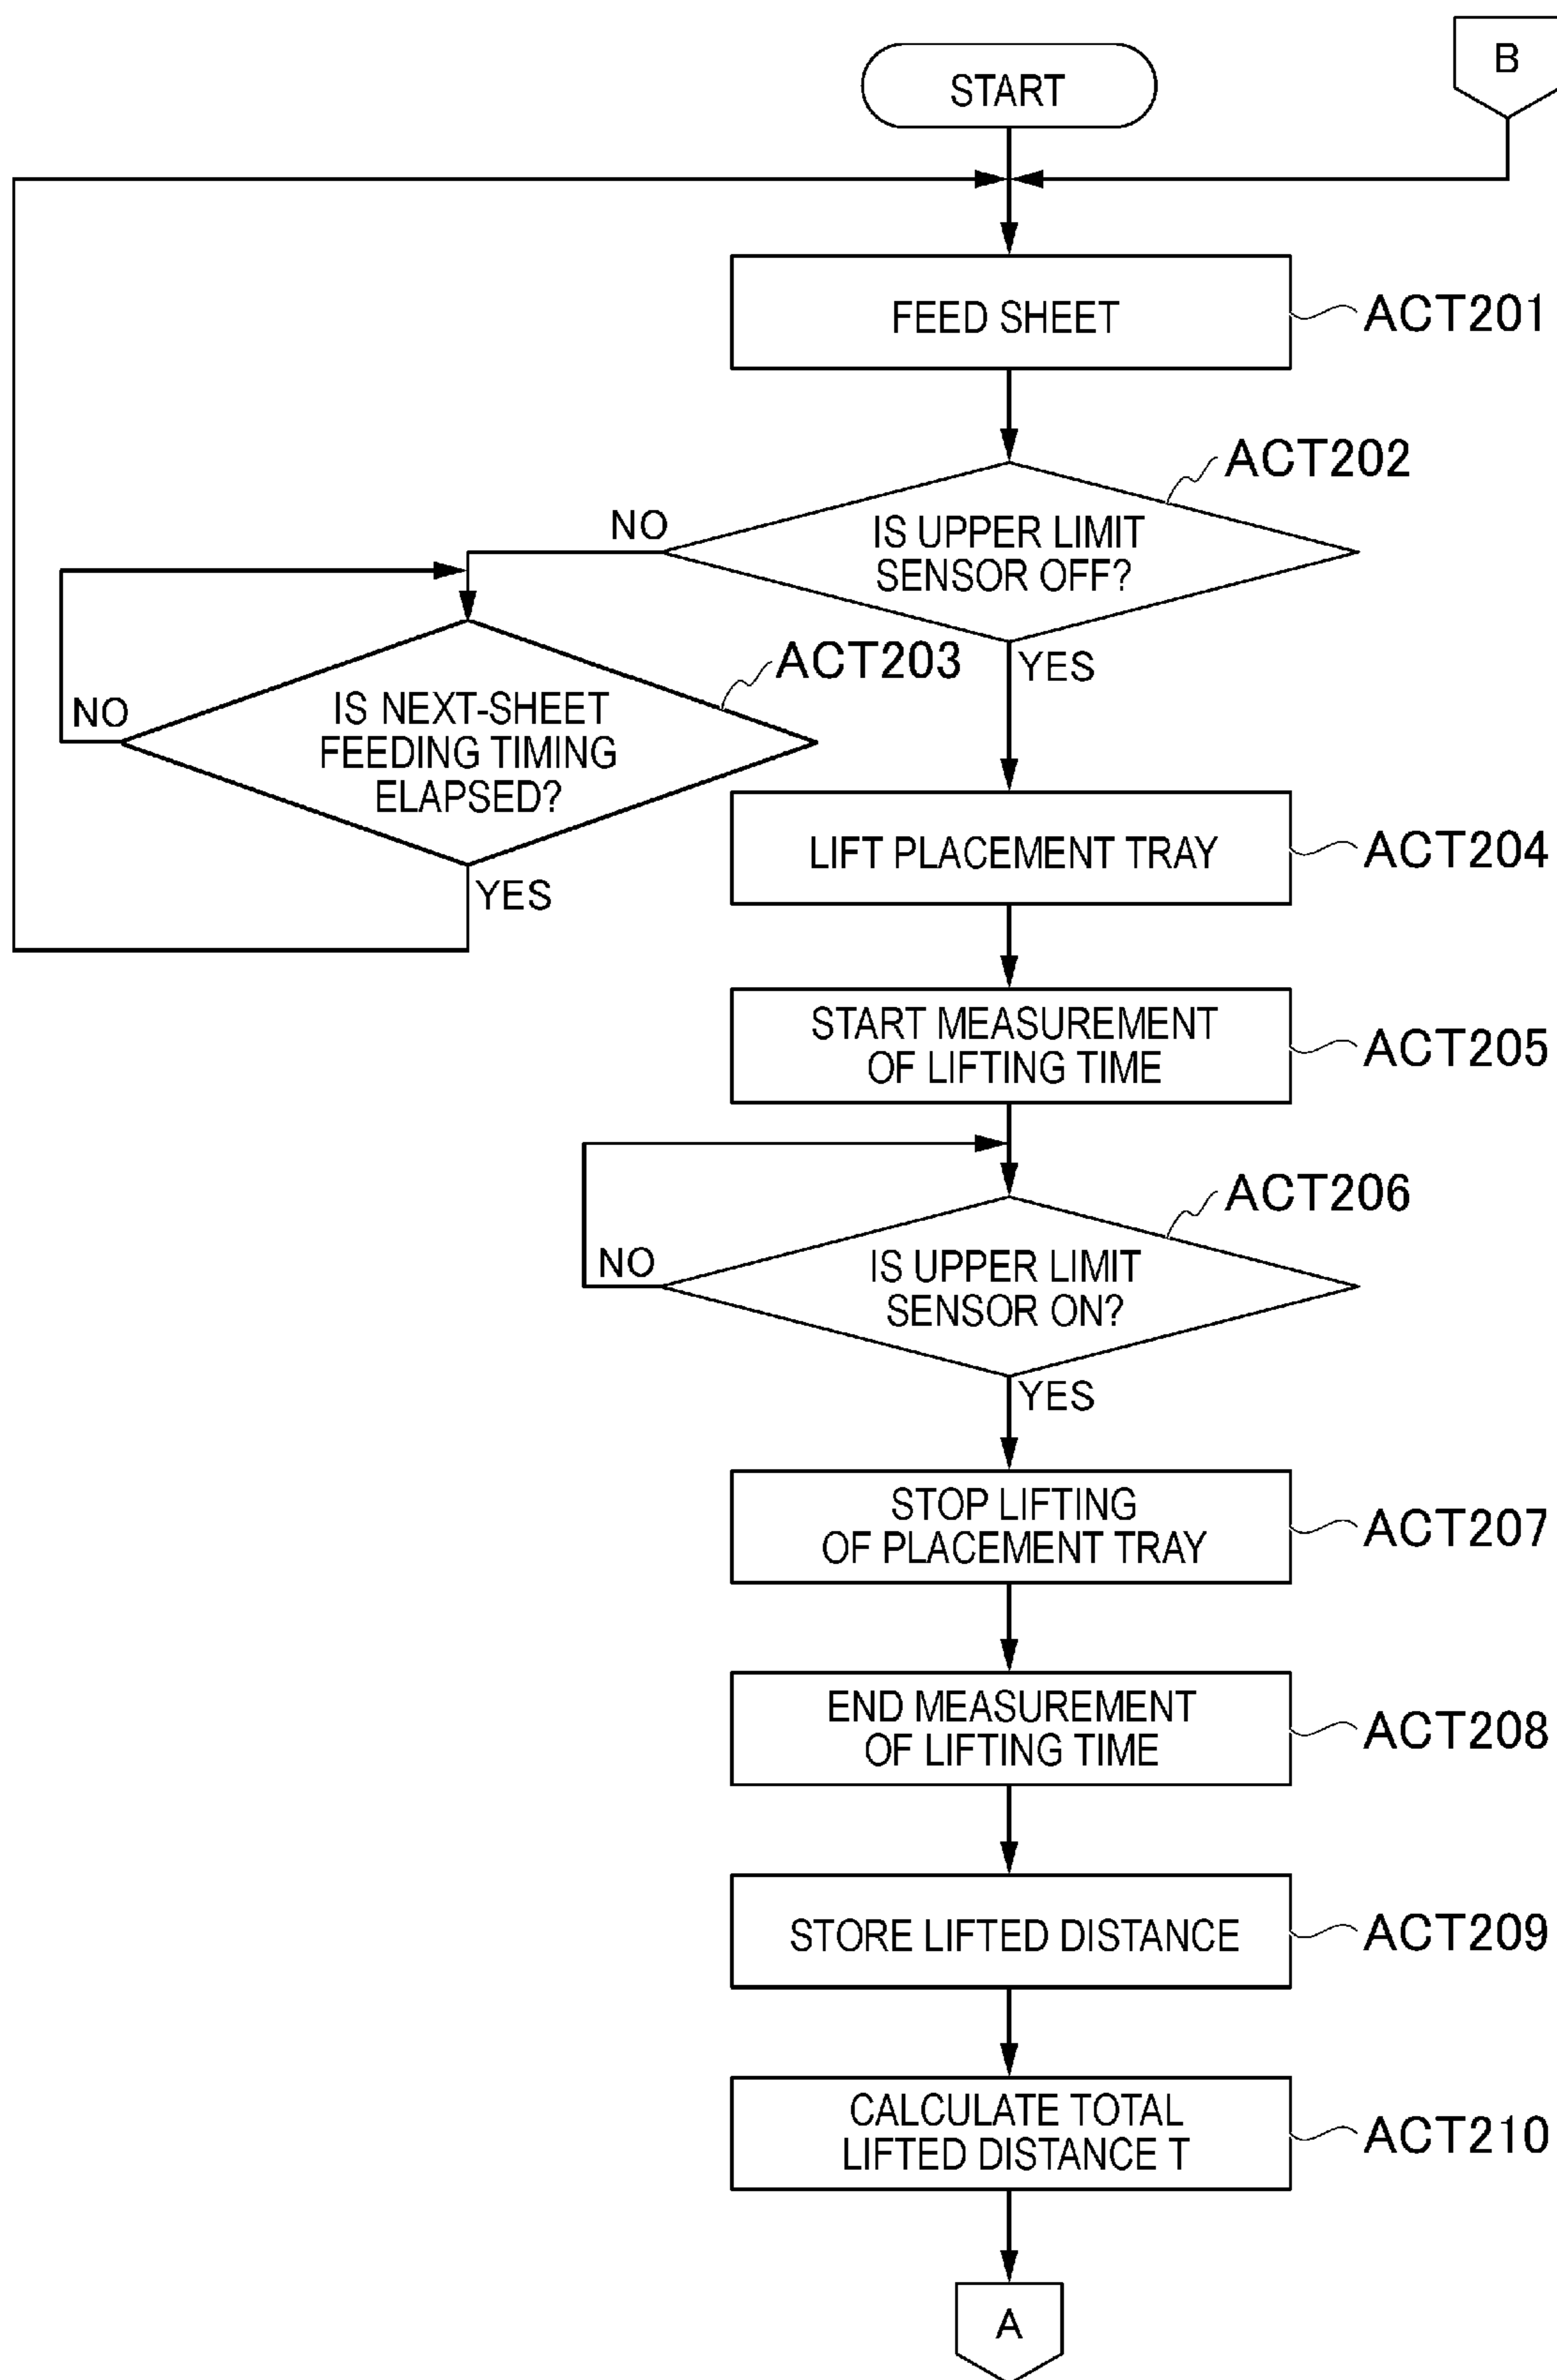 B
START
FEED SHEET
ACT201
ACT202
NO
IS UPPER LIMIT
SENSOR OFF?
YES
ACT203
NO
IS NEXT-SHEET
FEEDING TIMING
ELAPSED?
YES
LIFT PLACEMENT TRAY
ACT204
START MEASUREMENT
OF LIFTING TIME
ACT205
ACT206
NO
IS UPPER LIMIT
SENSOR ON?
YES
STOP LIFTING
OF PLACEMENT TRAY
ACT207
END MEASUREMENT
OF LIFTING TIME
ACT208
STORE LIFTED DISTANCE
ACT209
CALCULATE TOTAL
LIFTED DISTANCE T
ACT210
A